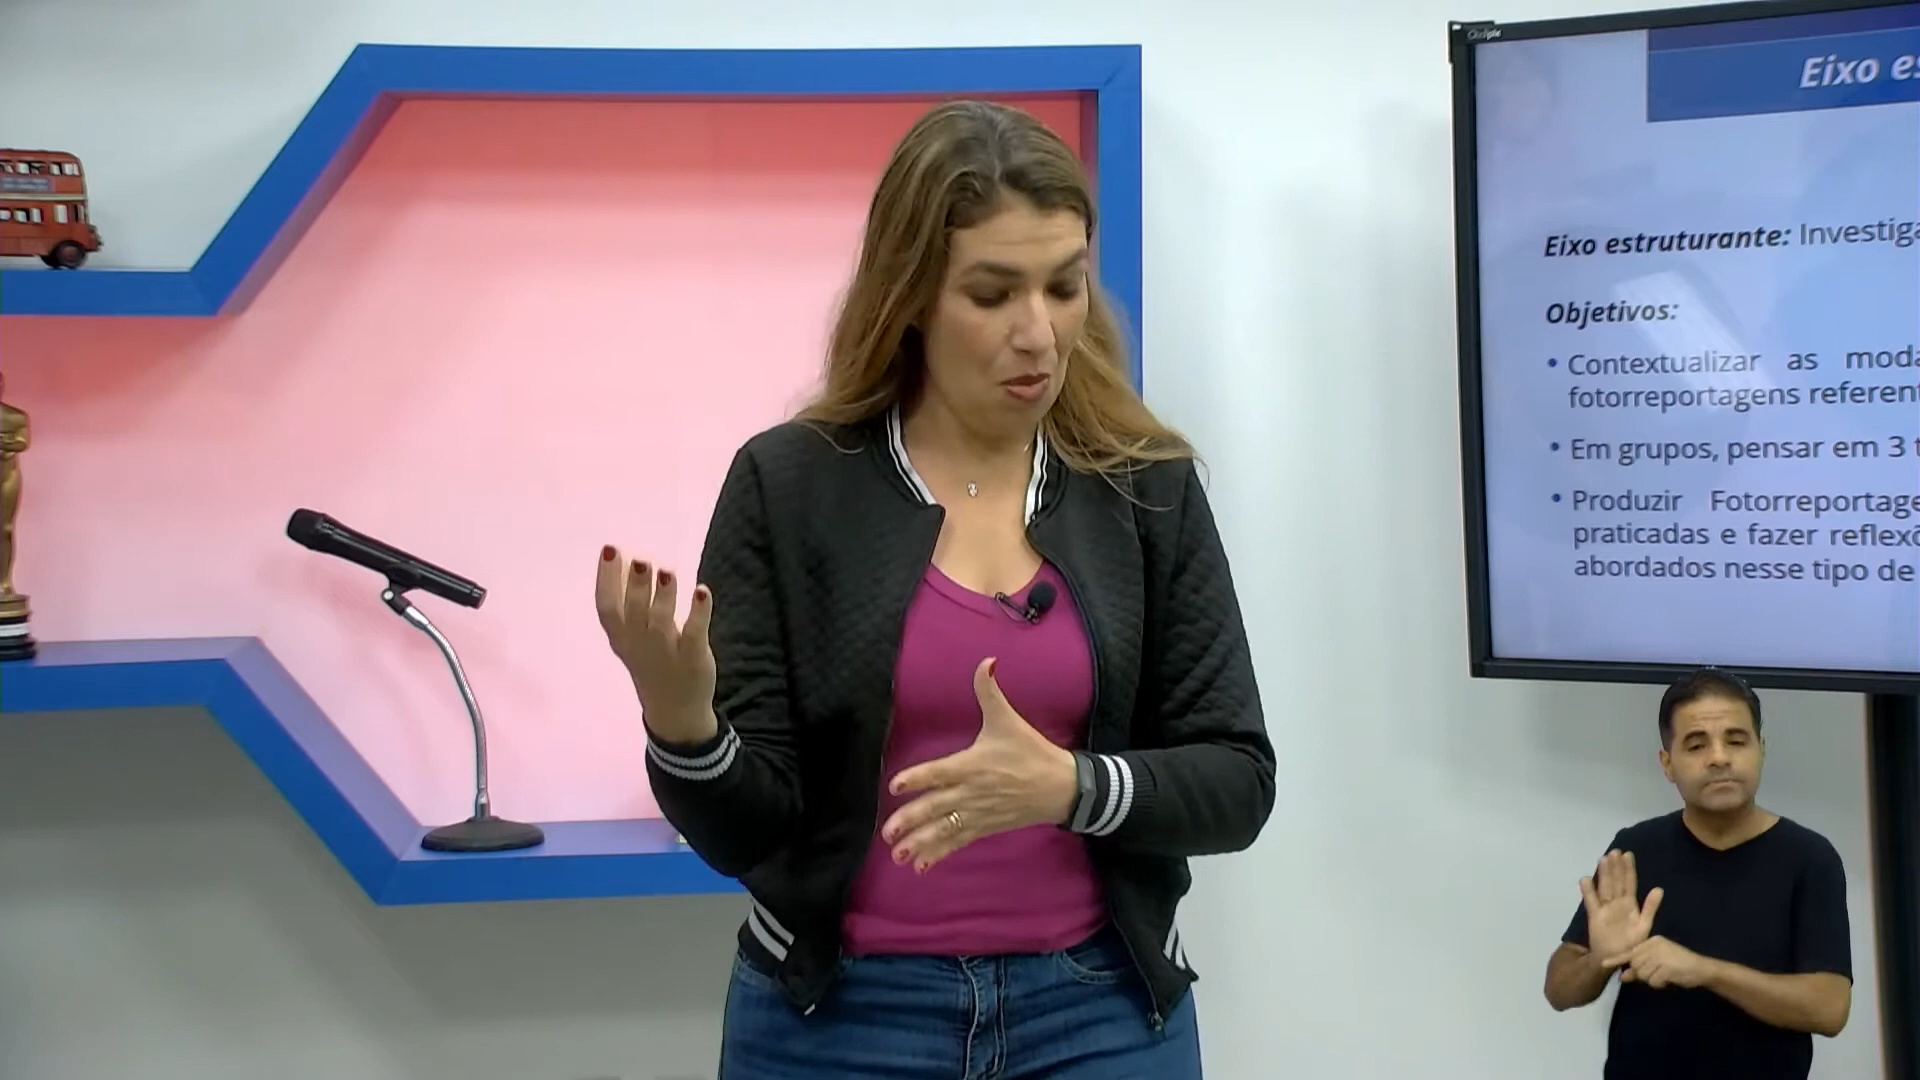 Eixo es
Eixo estruturante: Investiga
Objetivos:
• Contextualizar as moda
fotorreportagens referent
• Em grupos, pensar em 3 t
• Produzir Fotorreportage
praticadas e fazer reflexõ
abordados nesse tipo de